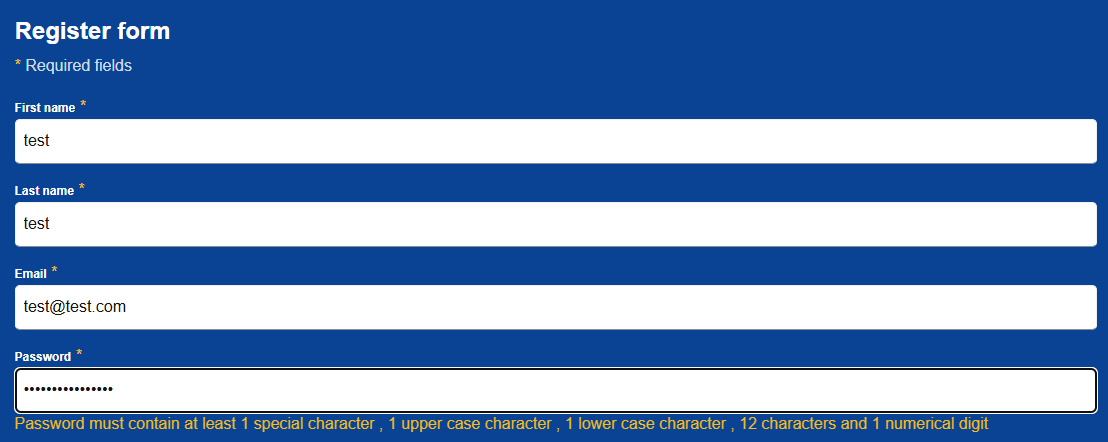 Register form
* Required fields
First name *
test
Last name *
test
Email *
test@test.com
Password *
••••••••••••••••
Password must contain at least 1 special character , 1 upper case character , 1 lower case character , 12 characters and 1 numerical digit